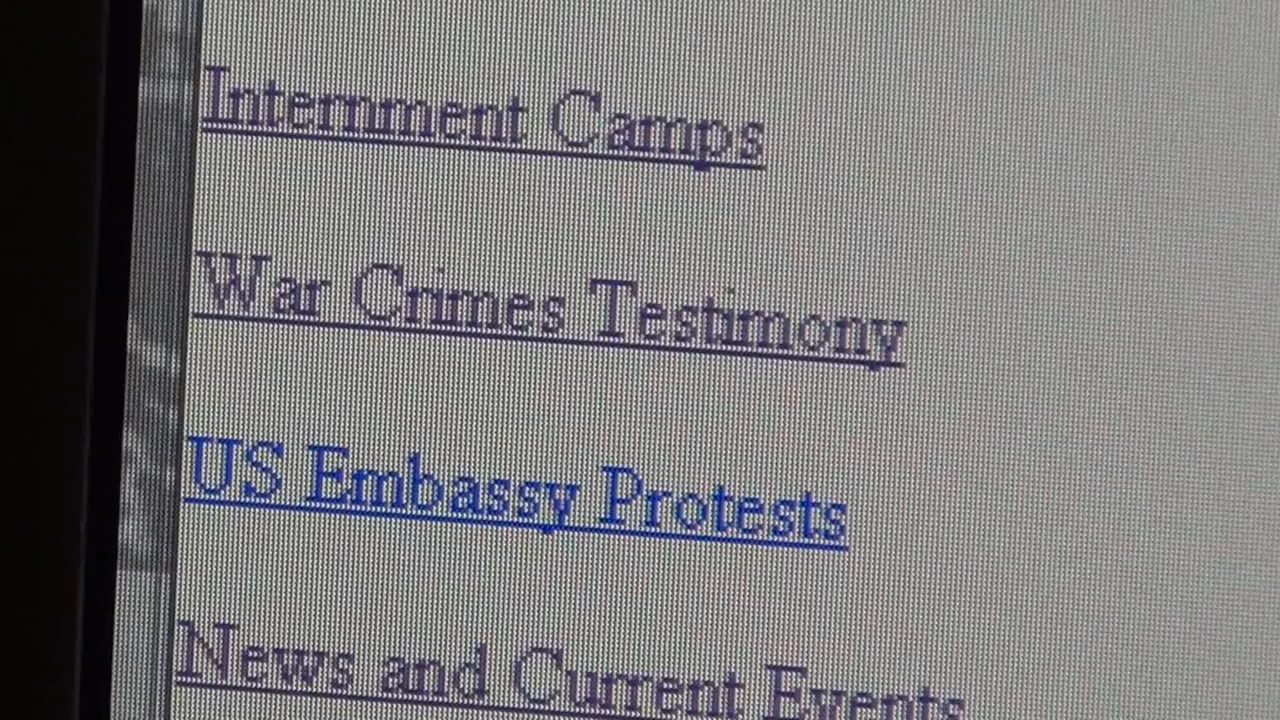 Internment Camps
War Crimes Testimony
US Embassy Protests
News and Current Events